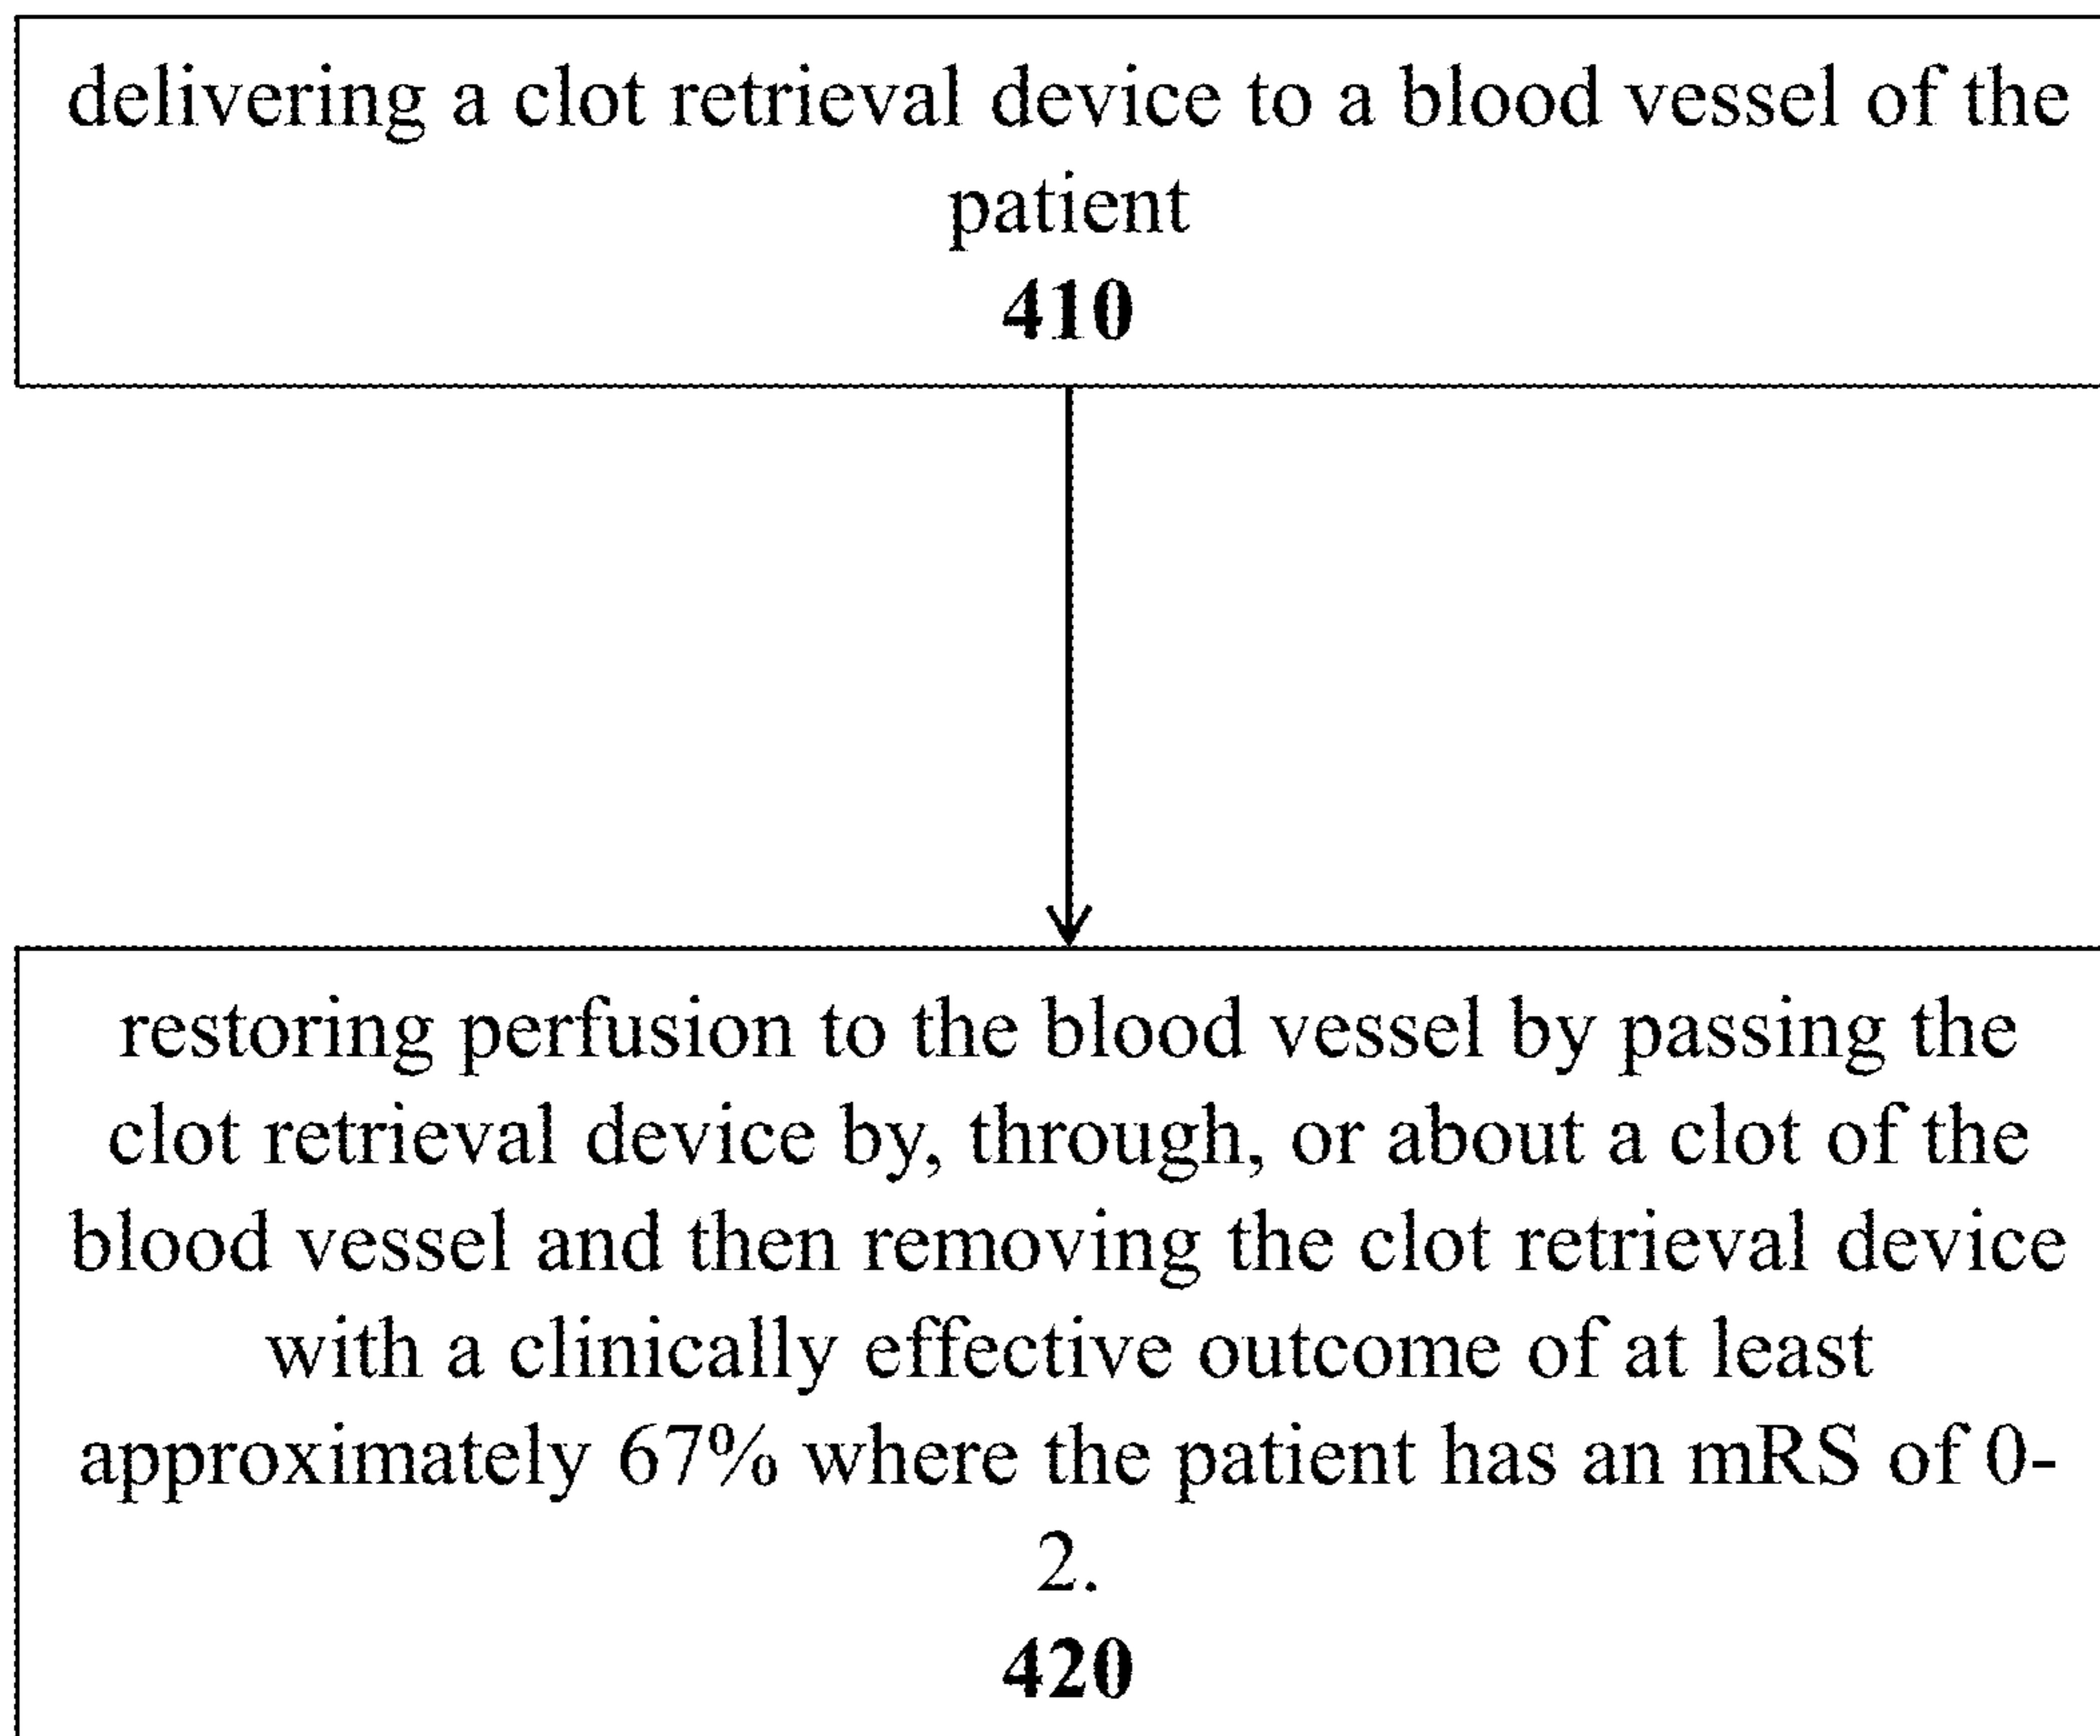 delivering a clot retrieval device to a blood vessel of the
patient
410
restoring perfusion to the blood vessel by passing the
clot retrieval device by, through, or about a clot of the
blood vessel and then removing the clot retrieval device
with a clinically effective outcome of at least
approximately 67% where the patient has an mRS of 0-
2.
420